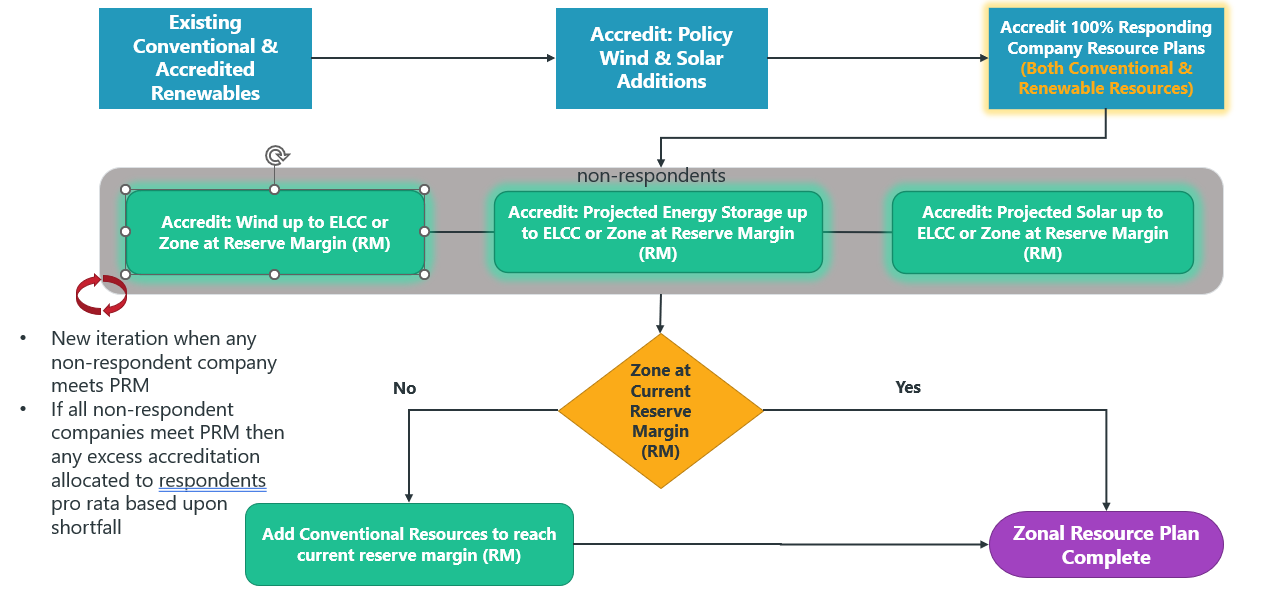 Existing
Conventional &
Accredited
Renewables
Accredit: Policy
Wind & Solar
Additions
Accredit 100% Responding
Company Resource Plans
(Both Conventional &
Renewable Resources)
non-respondents
Accredit: Wind up to ELCC or
Zone at Reserve Margin (RM)
Accredit: Projected Energy Storage up
to ELCC or Zone at Reserve Margin
(RM)
Accredit: Projected Solar up to
ELCC or Zone at Reserve Margin
(RM)
• New iteration when any
non-respondent company
meets PRM
• If all non-respondent
companies meet PRM then
any excess accreditation
allocated to respondents
pro rata based upon
shortfall
No
Zone at
Current
Reserve
Margin
(RM)
Yes
Add Conventional Resources to reach
current reserve margin (RM)
Zonal Resource Plan
Complete